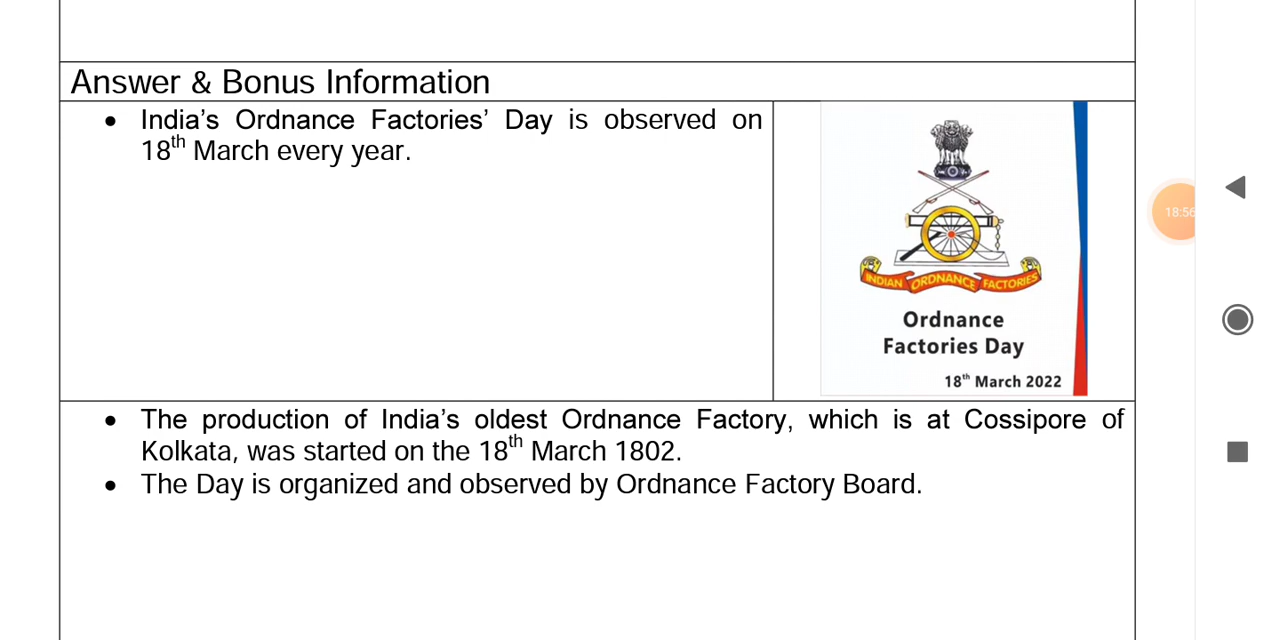 Answer & Bonus Information
• India’s Ordnance Factories’ Day is observed on
18th March every year.
INDIAN ORDNANCE FACTORIES
Ordnance
Factories Day
18th March 2022
• The production of India’s oldest Ordnance Factory, which is at Cossipore of
Kolkata, was started on the 18th March 1802.
• The Day is organized and observed by Ordnance Factory Board.
18:56